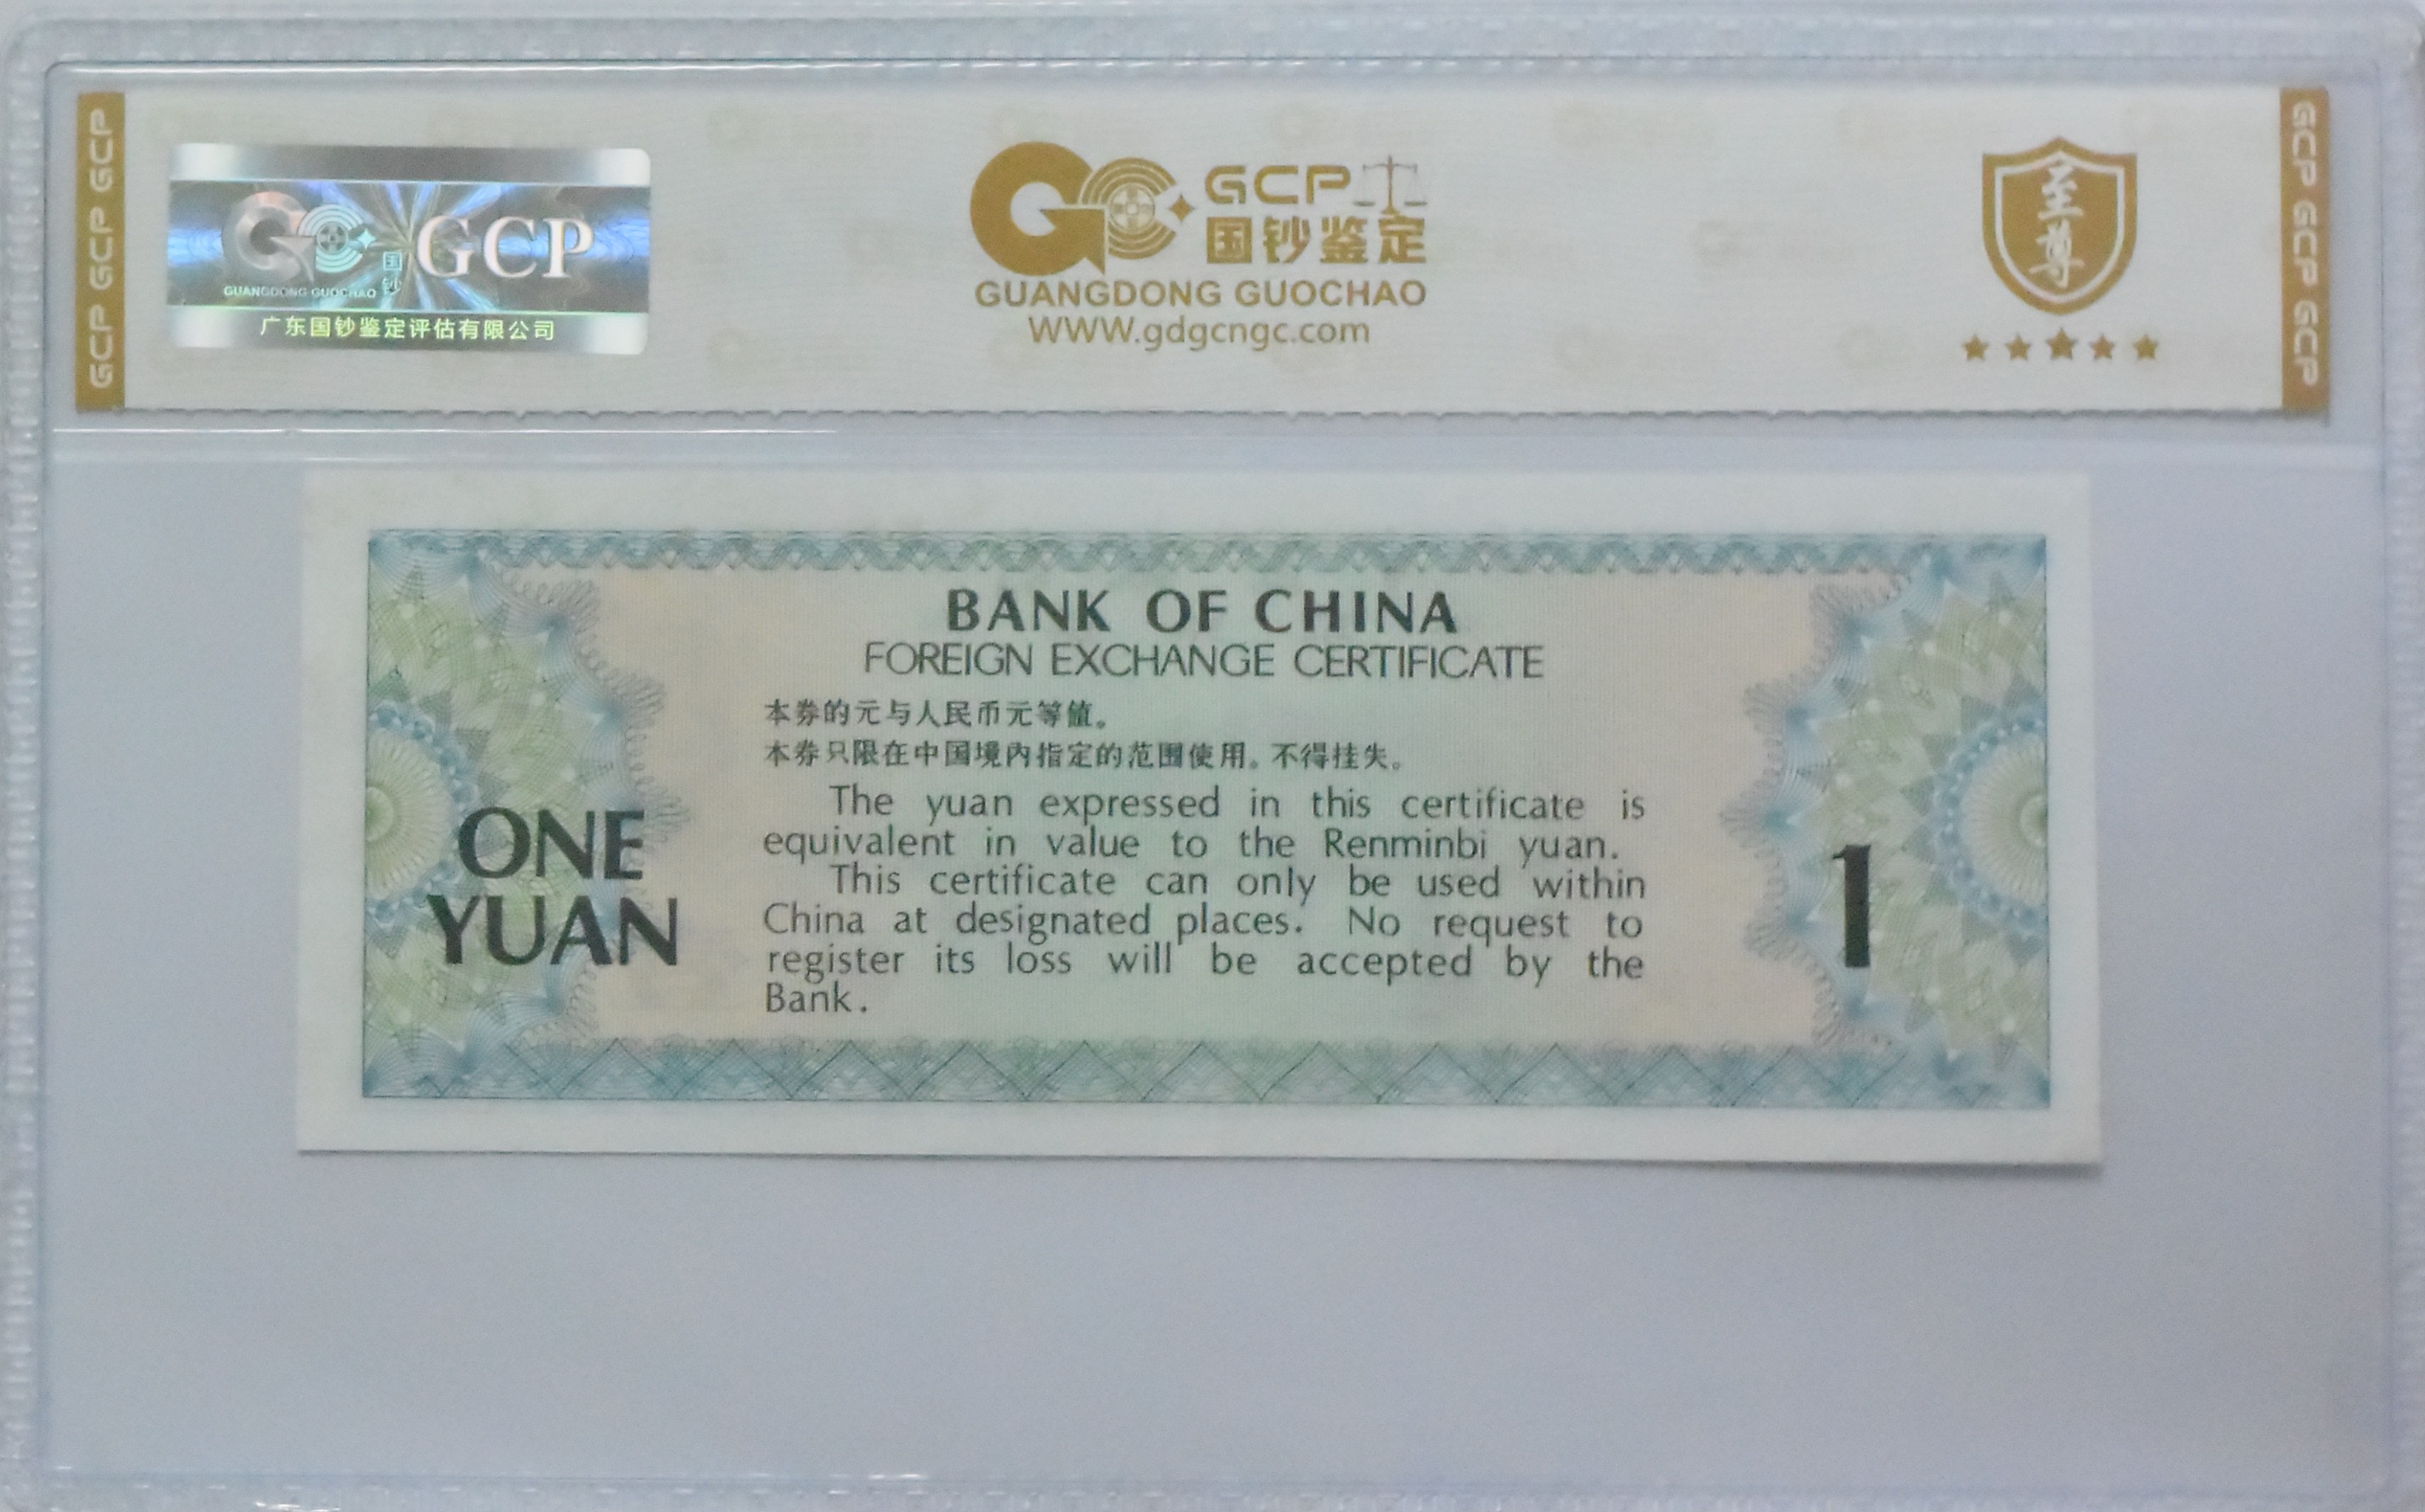 GCP GCP GCP
GCP
国钞
GUANGDONG GUOCHAO
广东国钞鉴定评估有限公司
GCP
国钞鉴定
GUANGDONG GUOCHAO
WWW.gdgcngc.com
至尊
GCP GCP GCP
BANK OF CHINA
FOREIGN EXCHANGE CERTIFICATE
本券的元与人民币元等値。
本券只限在中国境内指定的范围使用。不得挂失。
The yuan expressed in this certificate is
equivalent in value to the Renminbi yuan.
This certificate can only be used within
China at designated places. No request to
register its loss will be accepted by the
Bank.
ONE
YUAN
1